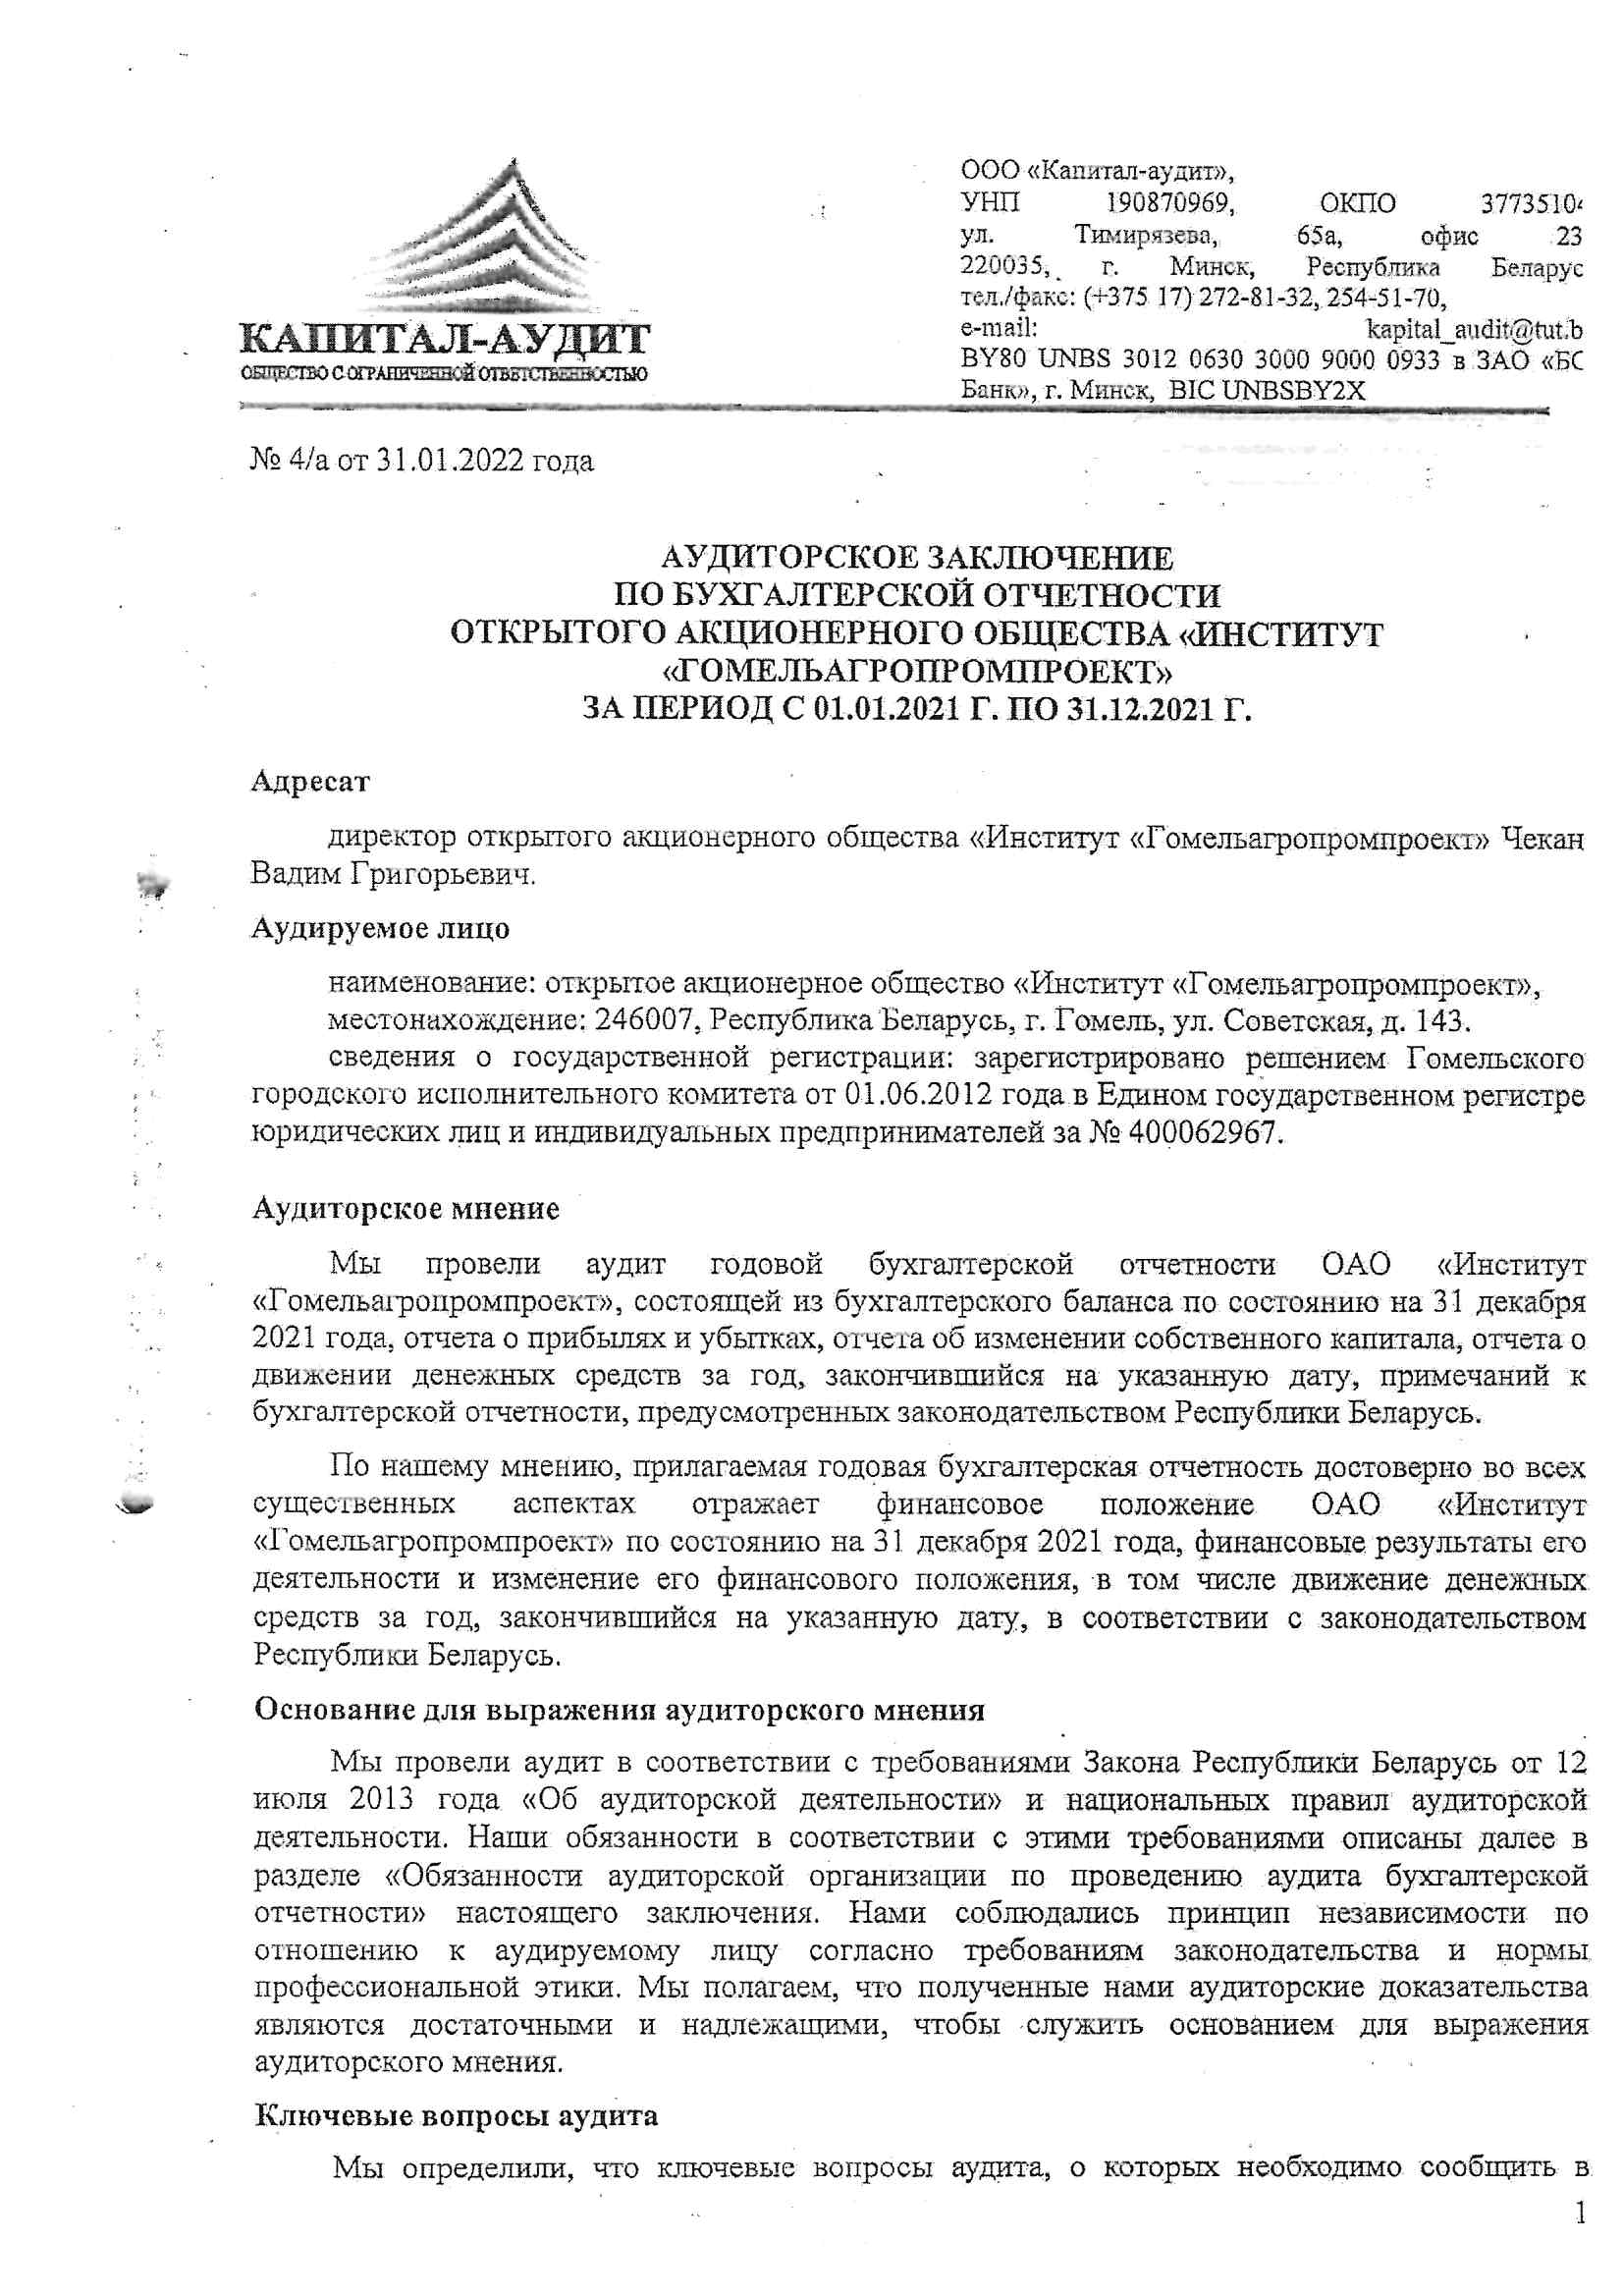 КАПИТАЛ-АУДИТ
ОБЩЕСТВО С ОГРАНИЧЕННОЙ ОТВЕТСТВЕННОСТЬЮ
ООО «Капитал-аудит»,
УНП 190870969, ОКПО 3773510
ул. Тимирязева, 65а, офис 23
220035, г. Минск, Республика Беларус
тел./факс: (+375 17) 272-81-32, 254-51-70,
e-mail: kapital_audit@tut.b
BY80 UNBS 3012 0630 3000 9000 0933 в ЗАО «БС
Банк», г. Минск, BIC UNBSBY2X
№ 4/а от 31.01.2022 года
АУДИТОРСКОЕ ЗАКЛЮЧЕНИЕ
ПО БУХГАЛТЕРСКОЙ ОТЧЕТНОСТИ
ОТКРЫТОГО АКЦИОНЕРНОГО ОБЩЕСТВА «ИНСТИТУТ
«ГОМЕЛЬАГРОПРОМПРОЕКТ»
ЗА ПЕРИОД С 01.01.2021 Г. ПО 31.12.2021 Г.
Адресат
директор открытого акционерного общества «Институт «Гомельагропромпроект» Чекан
Вадим Григорьевич.
Аудируемое лицо
наименование: открытое акционерное общество «Институт «Гомельагропромпроект»,
местонахождение: 246007, Республика Беларусь, г. Гомель, ул. Советская, д. 143.
сведения о государственной регистрации: зарегистрировано решением Гомельского
городского исполнительного комитета от 01.06.2012 года в Едином государственном регистре
юридических лиц и индивидуальных предпринимателей за № 400062967.
Аудиторское мнение
Мы провели аудит годовой бухгалтерской отчетности ОАО «Институт
«Гомельагропромпроект», состоящей из бухгалтерского баланса по состоянию на 31 декабря
2021 года, отчета о прибылях и убытках, отчета об изменении собственного капитала, отчета о
движении денежных средств за год, закончившийся на указанную дату, примечаний к
бухгалтерской отчетности, предусмотренных законодательством Республики Беларусь.
По нашему мнению, прилагаемая годовая бухгалтерская отчетность достоверно во всех
существенных аспектах отражает финансовое положение ОАО «Институт
«Гомельагропромпроект» по состоянию на 31 декабря 2021 года, финансовые результаты его
деятельности и изменение его финансового положения, в том числе движение денежных
средств за год, закончившийся на указанную дату, в соответствии с законодательством
Республики Беларусь.
Основание для выражения аудиторского мнения
Мы провели аудит в соответствии с требованиями Закона Республики Беларусь от 12
июля 2013 года «Об аудиторской деятельности» и национальных правил аудиторской
деятельности. Наши обязанности в соответствии с этими требованиями описаны далее в
разделе «Обязанности аудиторской организации по проведению аудита бухгалтерской
отчетности» настоящего заключения. Нами соблюдались принцип независимости по
отношению к аудируемому лицу согласно требованиям законодательства и нормы
профессиональной этики. Мы полагаем, что полученные нами аудиторские доказательства
являются достаточными и надлежащими, чтобы служить основанием для выражения
аудиторского мнения.
Ключевые вопросы аудита
Мы определили, что ключевые вопросы аудита, о которых необходимо сообщить в
1